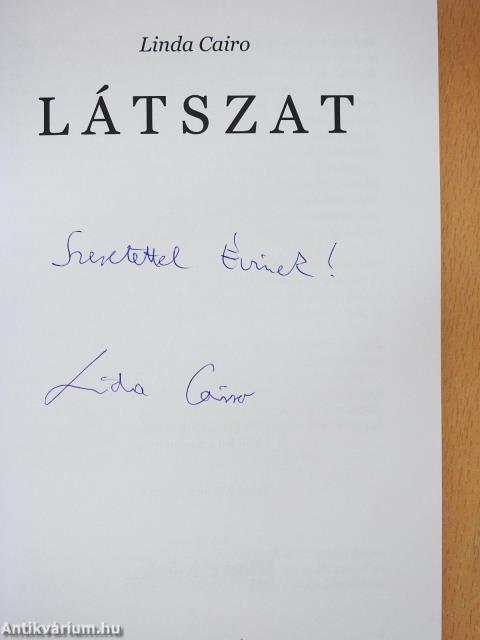 Linda Cairo
LÁTSZAT
Szeretettel Évinek!
Linda Cairo
Antikvárium.hu